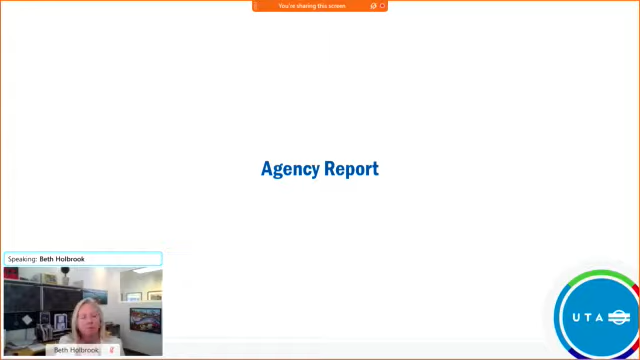 You're sharing this screen
Agency Report
Speaking: Beth Holbrook
Beth Holbrook
UTA